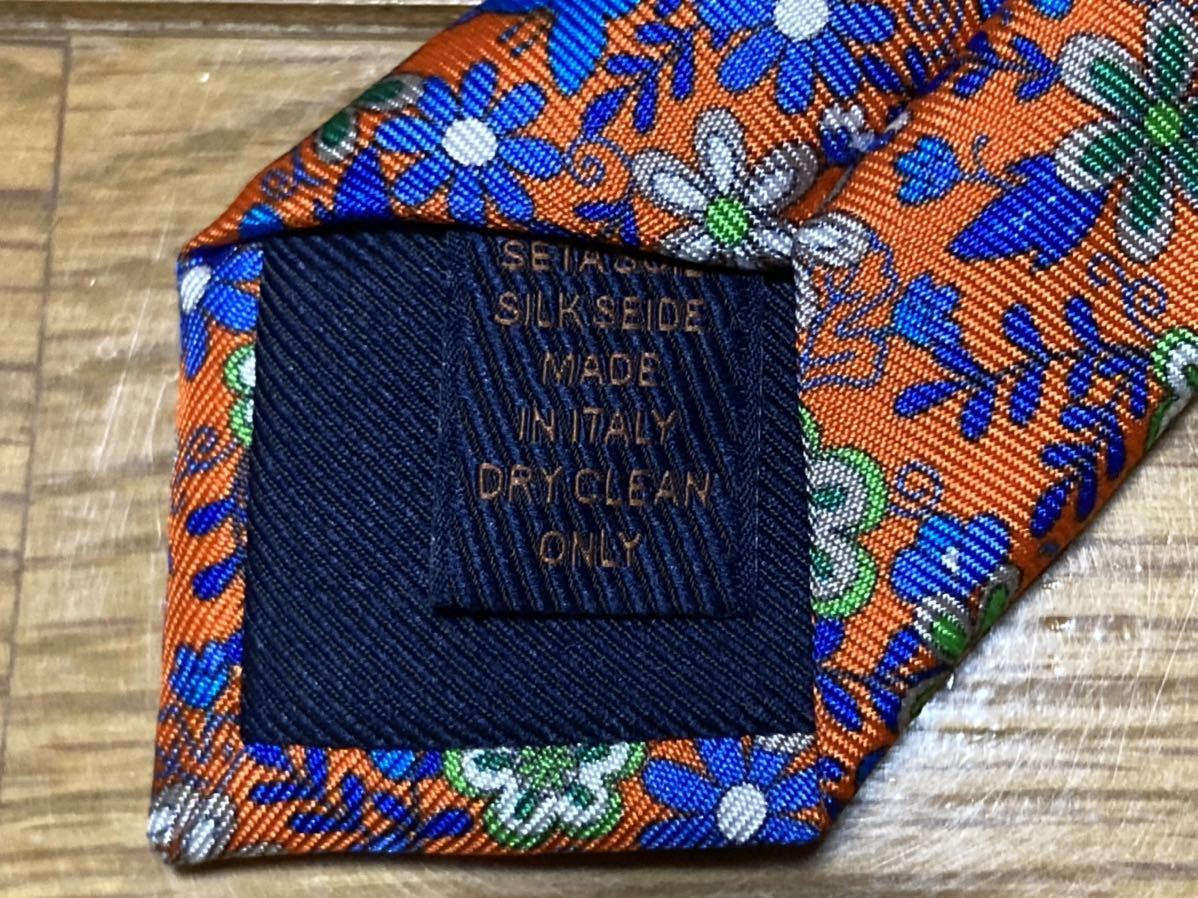 SETA SOIE
SILK SEIDE
MADE
IN ITALY
DRY CLEAN
ONLY